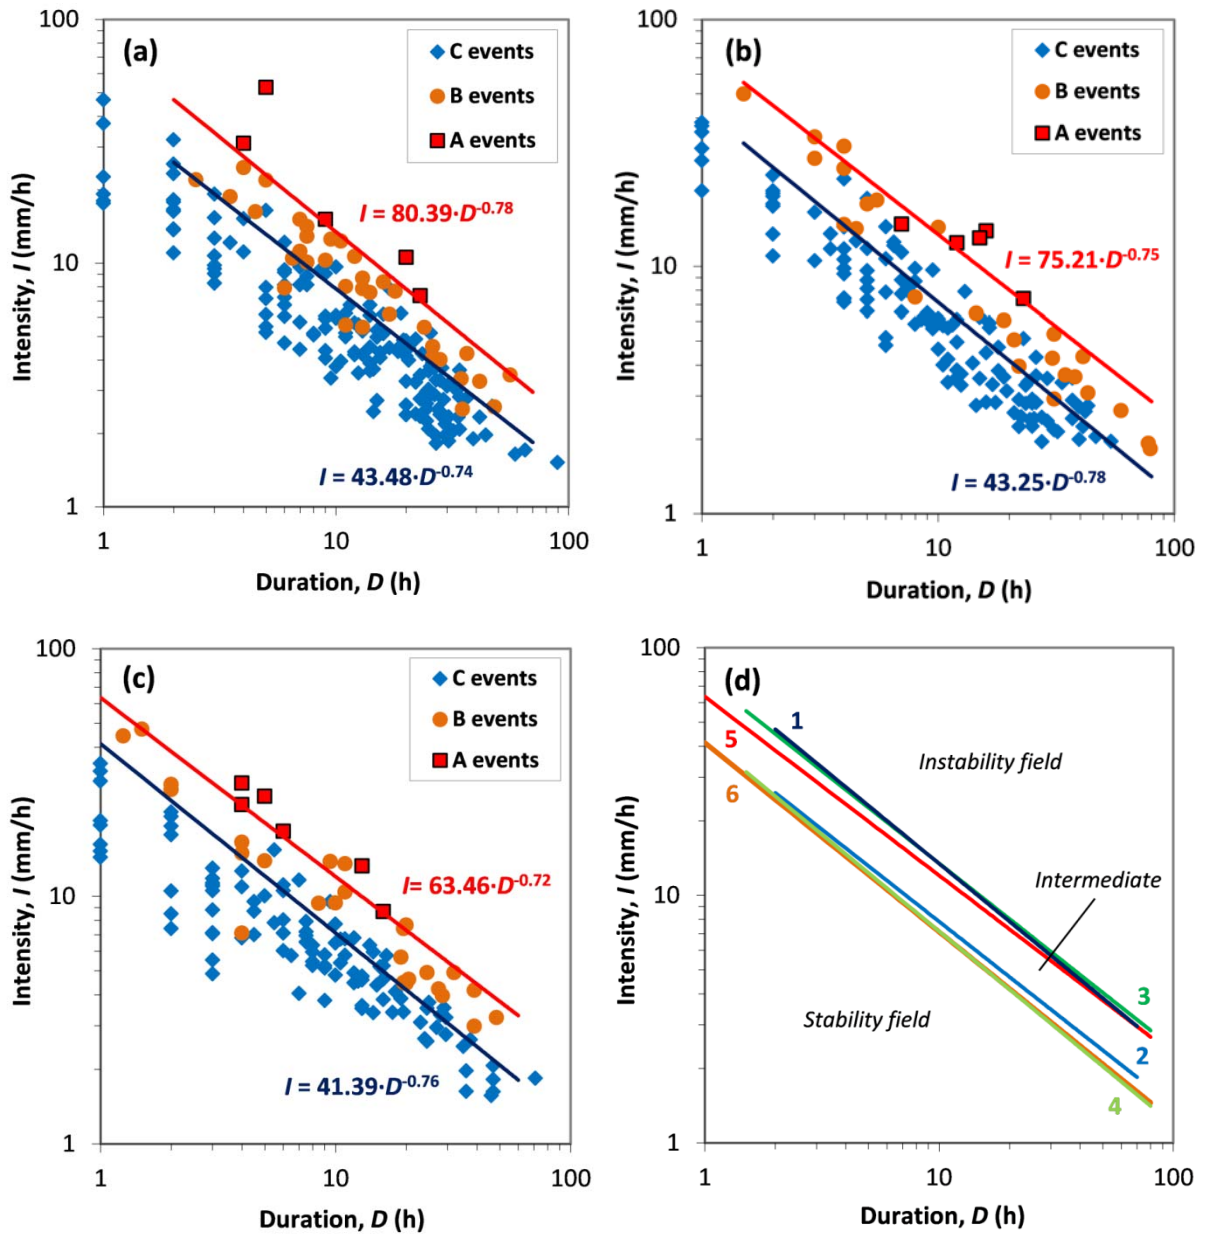 (a)
C events
B events
A events
I = 80.39·D^-0.78
I = 43.48·D^-0.74
Intensity, I (mm/h)
100
10
1
1 10 100
Duration, D (h)
(b)
C events
B events
A events
I = 75.21·D^-0.75
I = 43.25·D^-0.78
Intensity, I (mm/h)
100
10
1
1 10 100
Duration, D (h)
(c)
C events
B events
A events
I= 63.46·D^-0.72
I = 41.39·D^-0.76
Intensity, I (mm/h)
100
10
1
1 10 100
Duration, D (h)
(d)
1
5
Instability field
6
Intermediate
3
Stability field
2
4
Intensity, I (mm/h)
100
10
1
1 10 100
Duration, D (h)